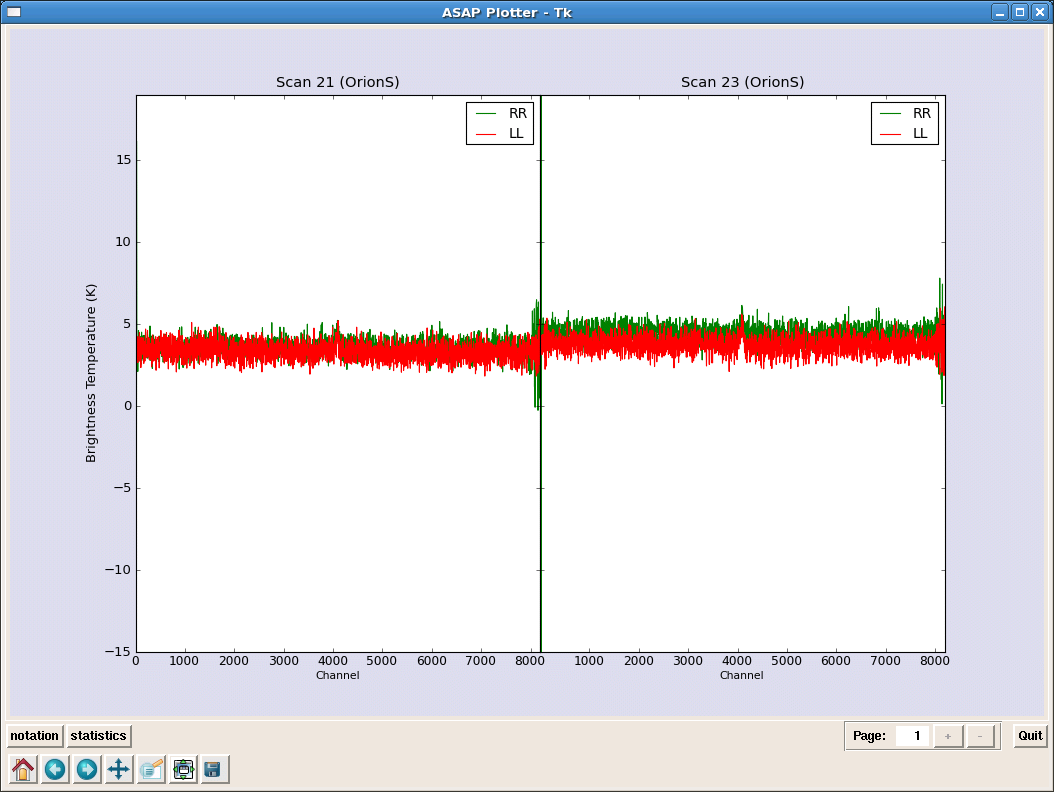 ASAP Plotter - Tk
Scan 21 (OrionS)
Scan 23 (OrionS)
RR
LL
RR
LL
Brightness Temperature (K)
15
10
5
0
−5
−10
−15
0 1000 2000 3000 4000 5000 6000 7000 8000
1000 2000 3000 4000 5000 6000 7000 8000
Channel
Channel
notation statistics
Page: 1 + - Quit